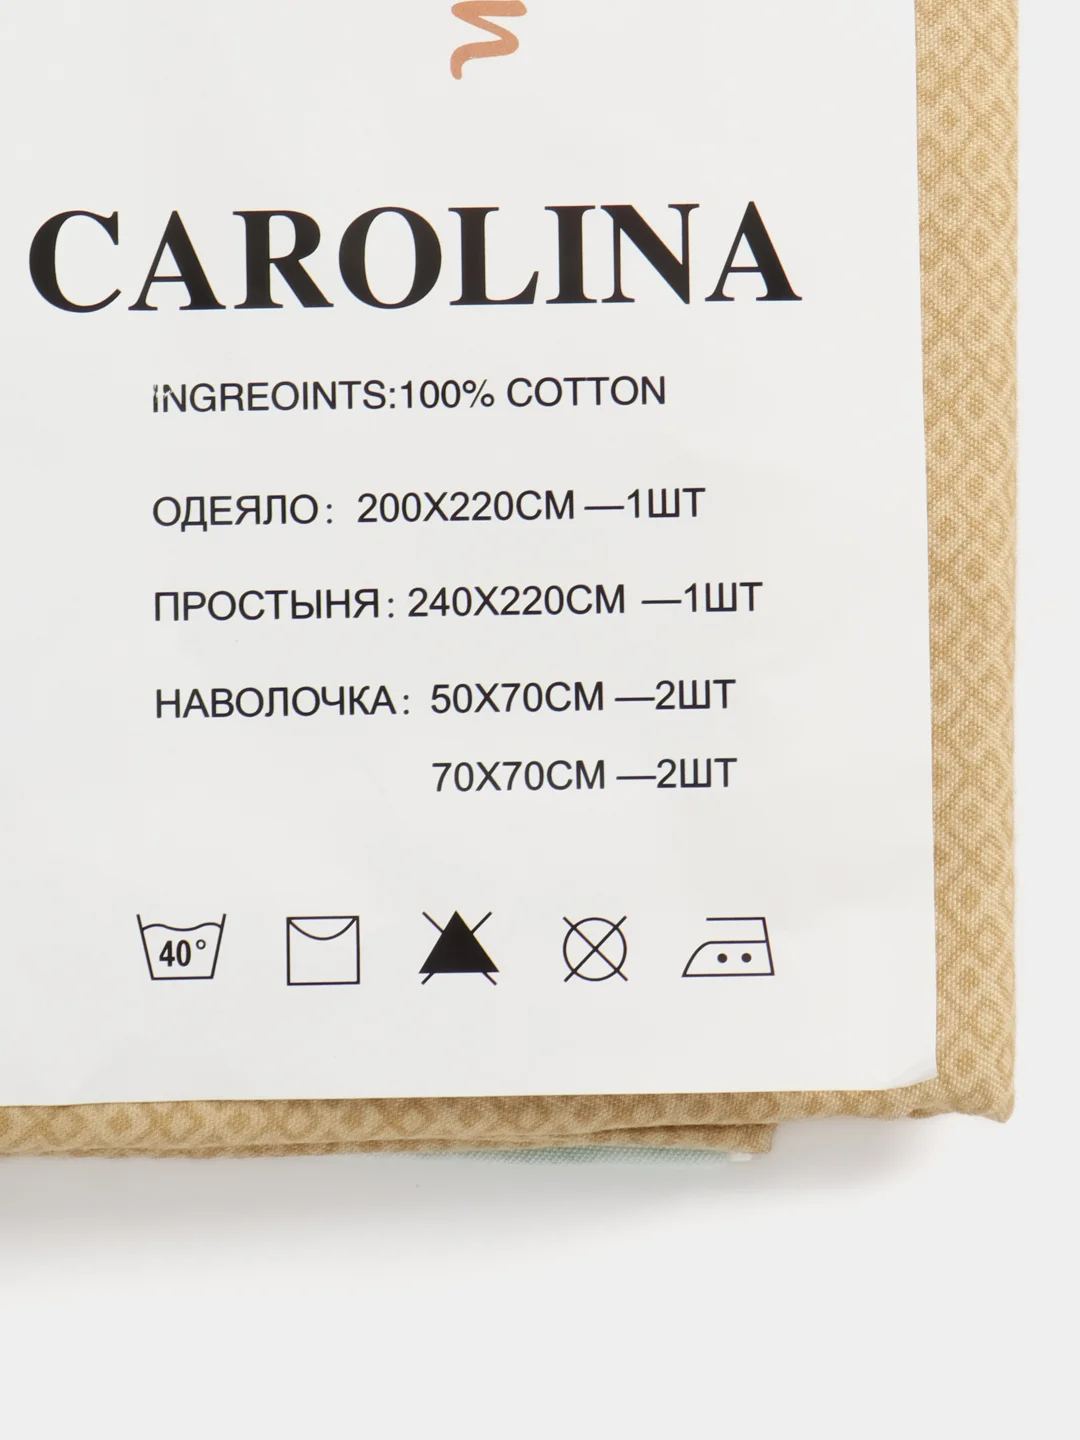 CAROLINA
INGREOINTS:100% COTTON
ОДЕЯЛО: 200X220CM —1ШТ
ПРОСТЫНЯ: 240X220CM —1ШТ
НАВОЛОЧКА: 50X70CM —2ШТ
70X70CM —2ШТ
40°